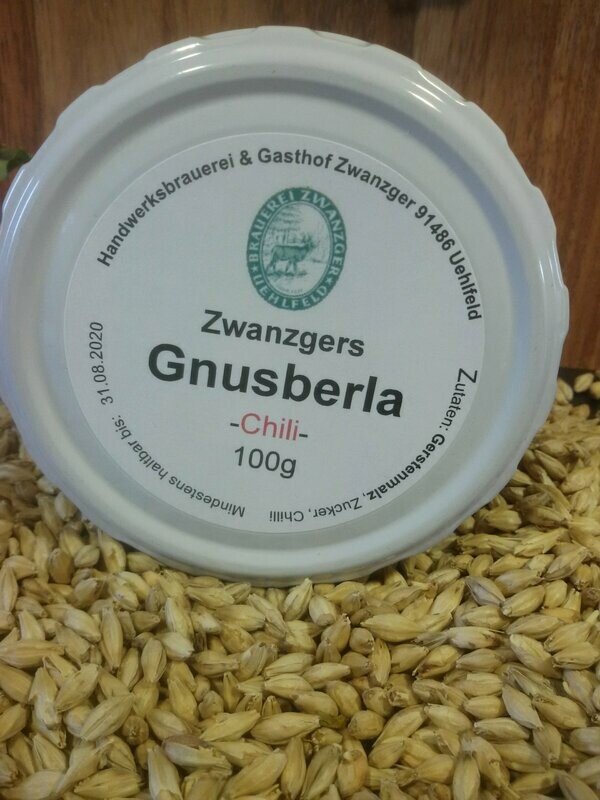 Handwerksbrauerei & Gasthof Zwanzger 91486 Uehlfeld
BRAUEREI ZWANZGER
UEHLFELD
Zwanzgers
Gnusberla
-Chili-
100g
Zutaten: Gerstenmalz, Zucker, Chilli
Mindestens haltbar bis: 31.08.2020